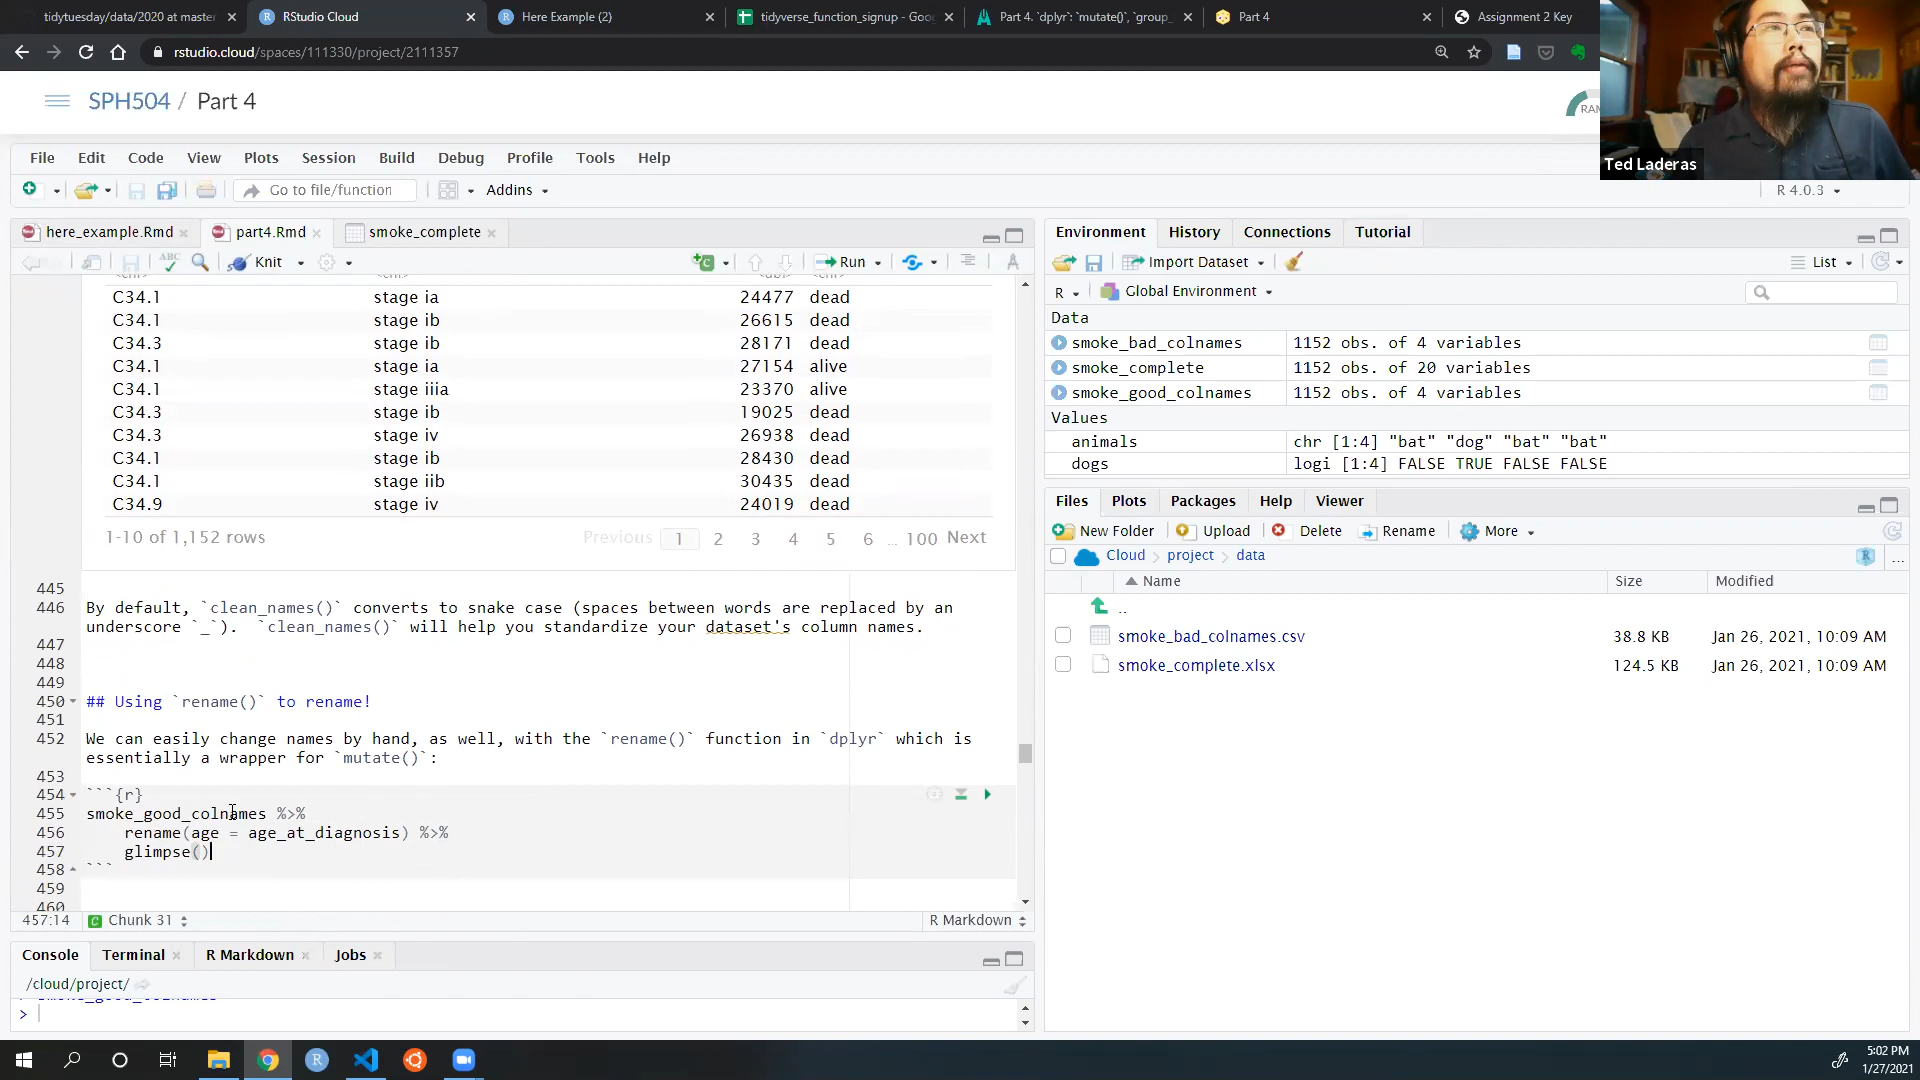 tidytuesday/data/2020 at master
RStudio Cloud
Here Example (2)
tidyverse_function_signup - Goo
Part 4. `dplyr`: `mutate()`, `group_
Part 4
Assignment 2 Key
rstudio.cloud/spaces/111330/project/2111357
SPH504 / Part 4
RAM
Ted Laderas
File Edit Code View Plots Session Build Debug Profile Tools Help
Go to file/function
Addins
R 4.0.3
here_example.Rmd
part4.Rmd
smoke_complete
Knit
Run
C34.1 stage ia 24477 dead
C34.1 stage ib 26615 dead
C34.3 stage ib 28171 dead
C34.1 stage ia 27154 alive
C34.1 stage iiia 23370 alive
C34.3 stage ib 19025 dead
C34.3 stage iv 26938 dead
C34.1 stage ib 28430 dead
C34.1 stage iib 30435 dead
C34.9 stage iv 24019 dead
1-10 of 1,152 rows
Previous 1 2 3 4 5 6 ... 100 Next
445
446 By default, `clean_names()` converts to snake case (spaces between words are replaced by an
underscore `_`). `clean_names()` will help you standardize your dataset's column names.
447
448
449
450 ## Using `rename()` to rename!
451
452 We can easily change names by hand, as well, with the `rename()` function in `dplyr` which is
essentially a wrapper for `mutate()`:
453
454 ```{r}
455 smoke_good_colnames %>%
456 rename(age = age_at_diagnosis) %>%
457 glimpse()
458 ```
459
460
457:14 Chunk 31 R Markdown
Console Terminal R Markdown Jobs
/cloud/project/
>
Environment History Connections Tutorial
Import Dataset
List
R Global Environment
Data
smoke_bad_colnames 1152 obs. of 4 variables
smoke_complete 1152 obs. of 20 variables
smoke_good_colnames 1152 obs. of 4 variables
Values
animals chr [1:4] "bat" "dog" "bat" "bat"
dogs logi [1:4] FALSE TRUE FALSE FALSE
Files Plots Packages Help Viewer
New Folder Upload Delete Rename More
Cloud project data
...
Name Size Modified
..
smoke_bad_colnames.csv 38.8 KB Jan 26, 2021, 10:09 AM
smoke_complete.xlsx 124.5 KB Jan 26, 2021, 10:09 AM
5:02 PM
1/27/2021